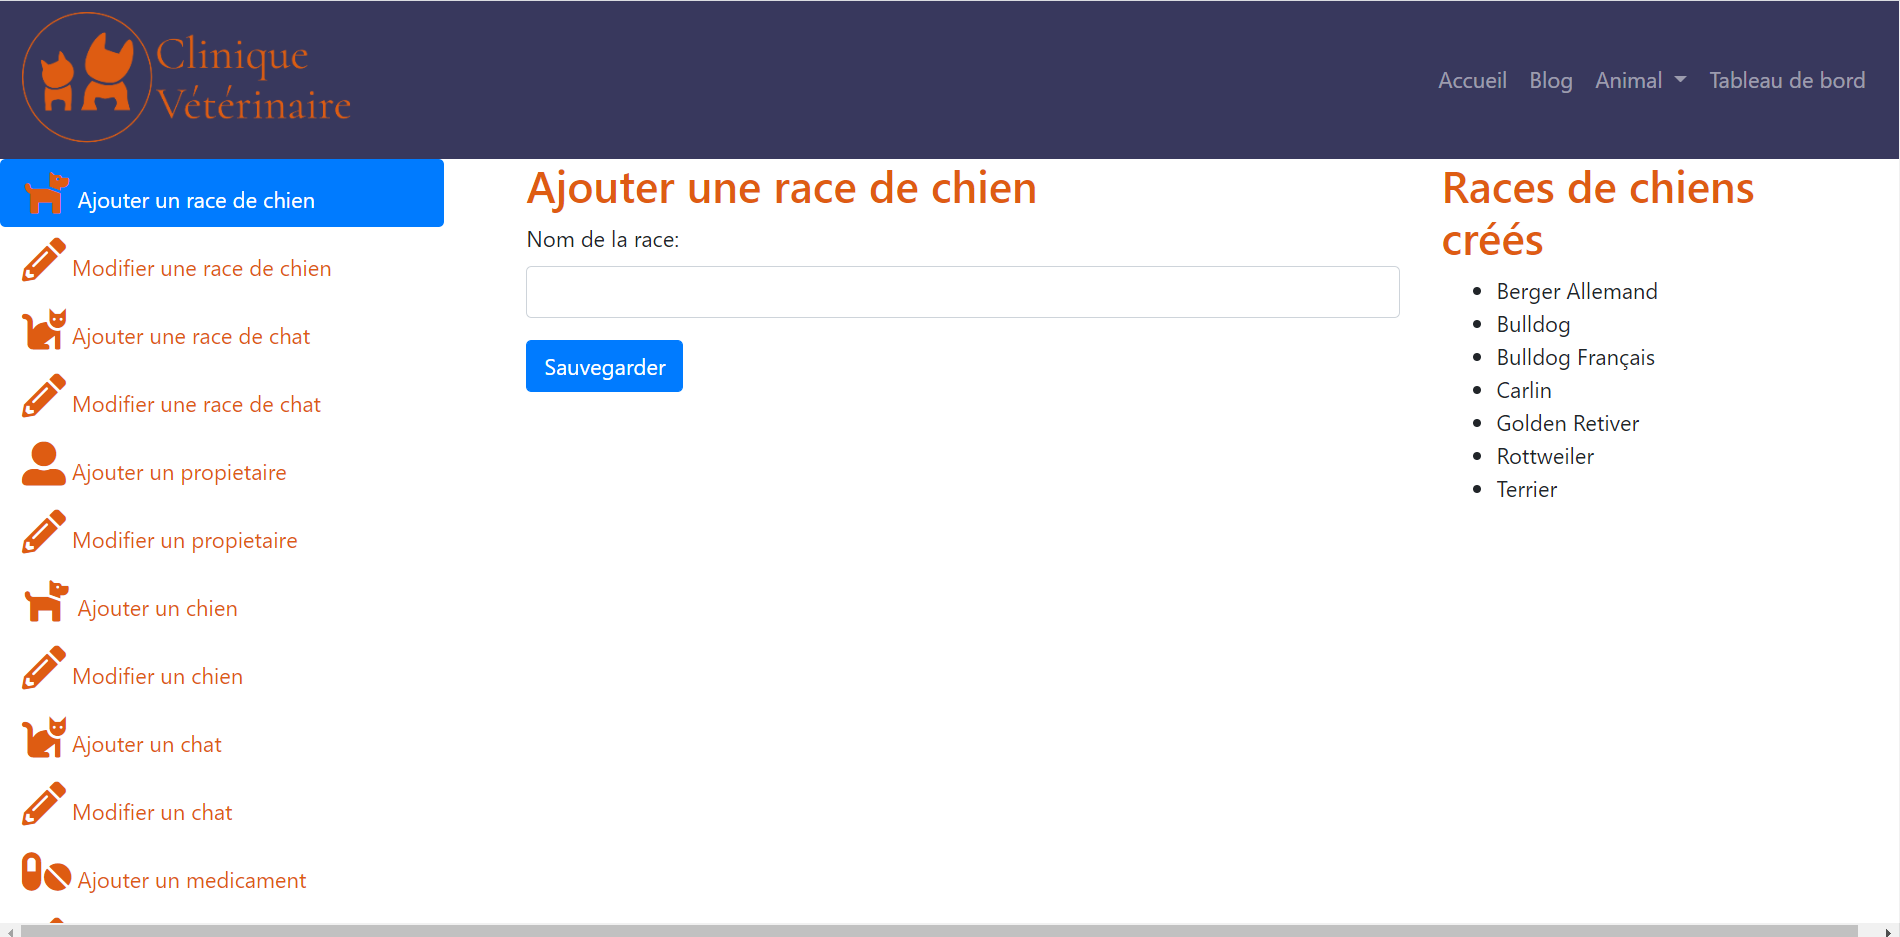 Clinique
Vétérinaire
Accueil Blog Animal Tableau de bord
Ajouter un race de chien
Modifier une race de chien
Ajouter une race de chat
Modifier une race de chat
Ajouter un propietaire
Modifier un propietaire
Ajouter un chien
Modifier un chien
Ajouter un chat
Modifier un chat
Ajouter un medicament
Ajouter une race de chien
Nom de la race:
Sauvegarder
Races de chiens
créés
Berger Allemand
Bulldog
Bulldog Français
Carlin
Golden Retiver
Rottweiler
Terrier